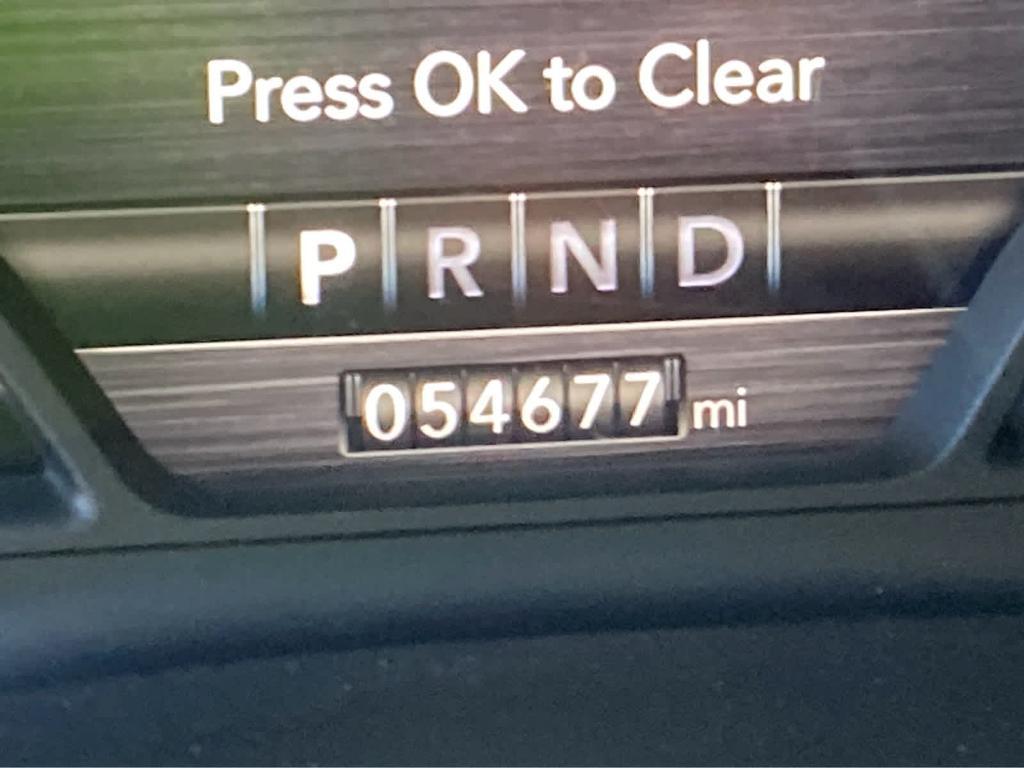 Press OK to Clear
P R N D
054677 mi